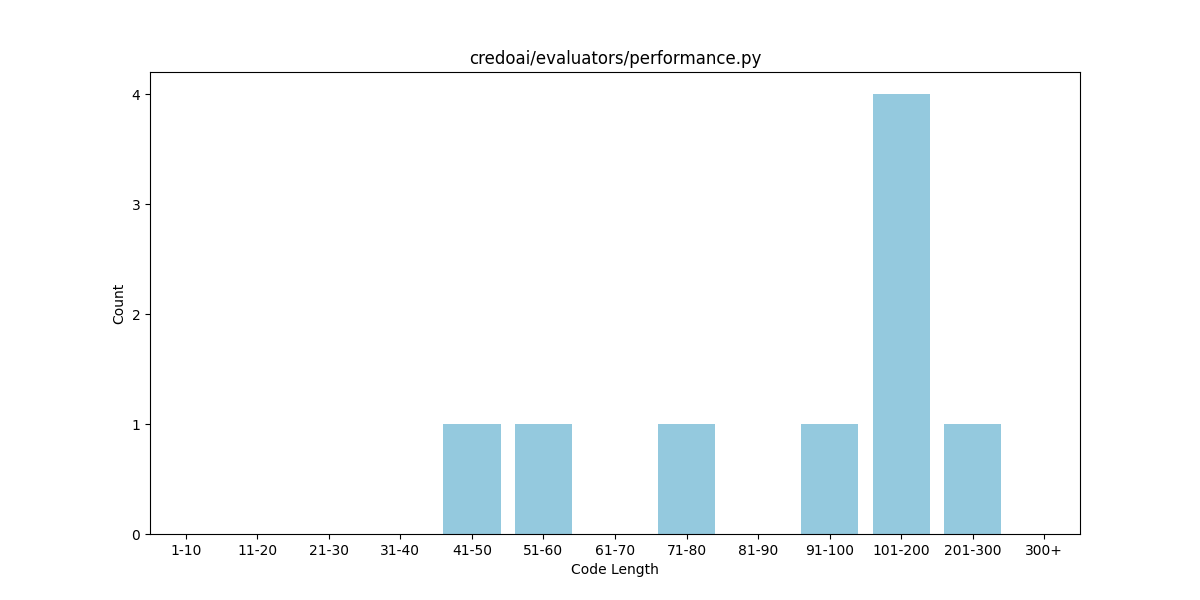 credoai/evaluators/performance.py
4
3
2
1
0
Count
1-10 11-20 21-30 31-40 41-50 51-60 61-70 71-80 81-90 91-100 101-200 201-300 300+
Code Length